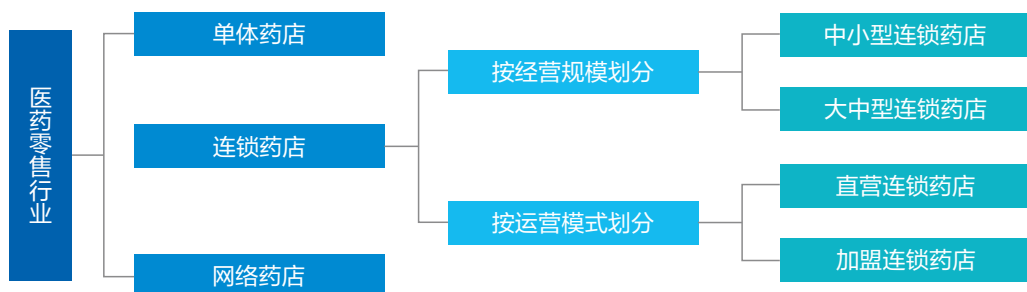 医药零售行业
单体药店
连锁药店
网络药店
按经营规模划分
按运营模式划分
中小型连锁药店
大中型连锁药店
直营连锁药店
加盟连锁药店